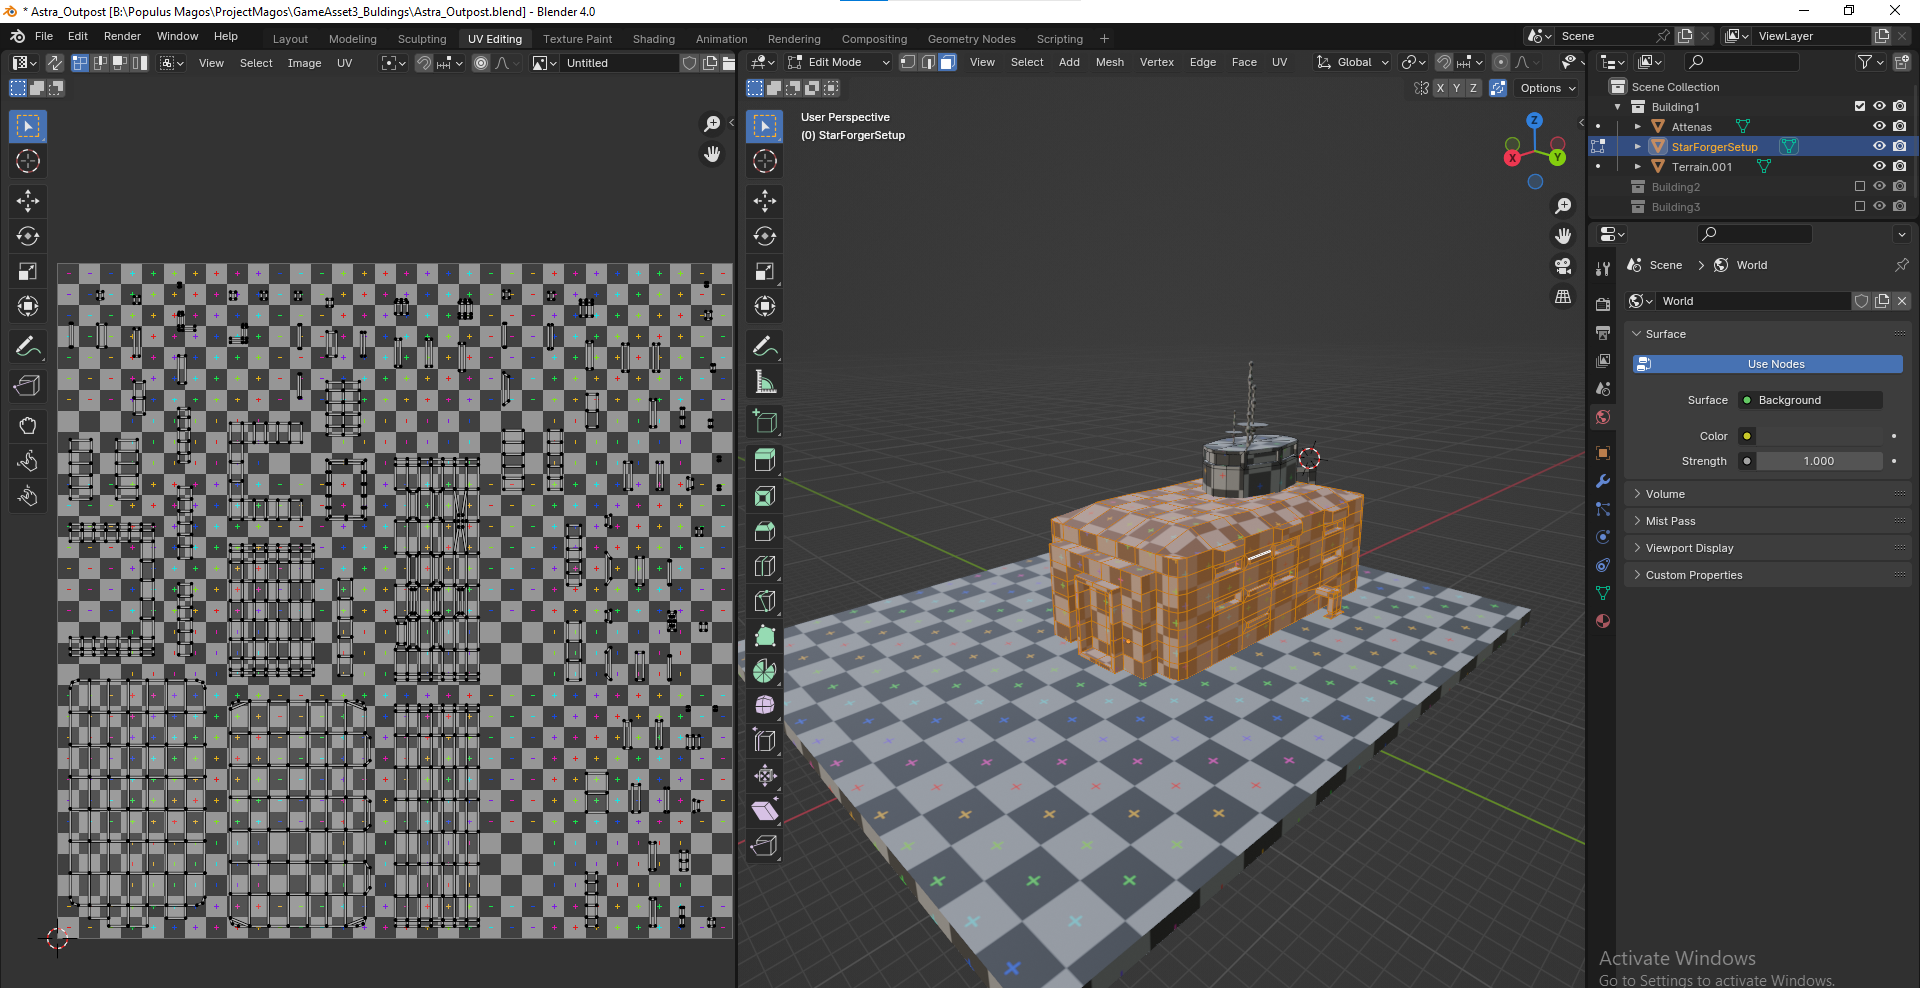 * Astra_Outpost [B:\Populus Magos\ProjectMagos\GameAsset3_Buldings\Astra_Outpost.blend] - Blender 4.0
File Edit Render Window Help
Layout Modeling Sculpting UV Editing Texture Paint Shading Animation Rendering Compositing Geometry Nodes Scripting +
Scene
ViewLayer
View Select Image UV
Untitled
Edit Mode
View Select Add Mesh Vertex Edge Face UV
Global
X Y Z
Options
User Perspective
(0) StarForgerSetup
Z
X
Y
Scene Collection
Building1
Attenas
StarForgerSetup
Terrain.001
Building2
Building3
Scene > World
World
Surface
Use Nodes
Surface Background
Color
Strength 1.000
Volume
Mist Pass
Viewport Display
Custom Properties
Activate Windows
Go to Settings to activate Windows.